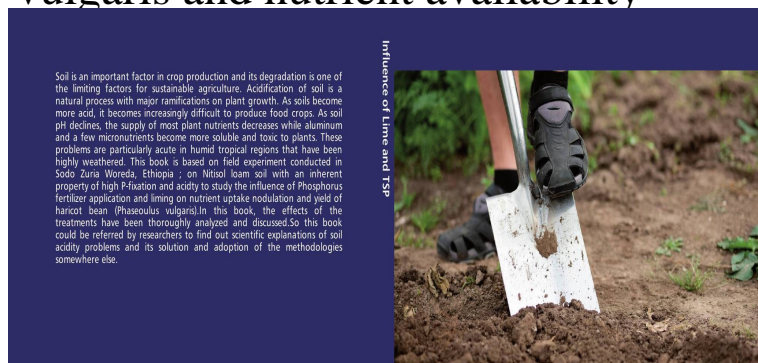 vulgaris and nutrient availability
Soil is an important factor in crop production and its degradation is one of
the limiting factors for sustainable agriculture. Acidification of soil is a
natural process with major ramifications on plant growth. As soils become
more acid, it becomes increasingly difficult to produce food crops. As soil
pH declines, the supply of most plant nutrients decreases while aluminum
and a few micronutrients become more soluble and toxic to plants. These
problems are particularly acute in humid tropical regions that have been
highly weathered. This book is based on field experiment conducted in
Sodo Zuria Woreda, Ethiopia ; on Nitisol loam soil with an inherent
property of high P-fixation and acidty to study the influence of Phosphorus
fertilizer application and liming on nutrient uptake nodulation and yield of
haricot bean (Phaseoulus vulgaris).In this book, the effects of the
treatments have been thoroughly analyzed and discussed.So this book
could be referred by researchers to find out scientific explanations of soil
acidity problems and its solution and adoption of the methodologies
somewhere else.
Influence of Lime and TSP